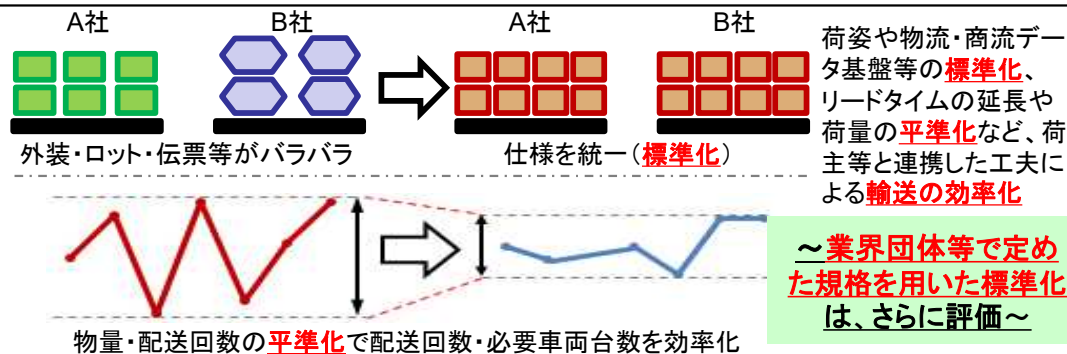 A社
B社
A社
B社
外装・ロット・伝票等がバラバラ
仕様を統一（標準化）
荷姿や物流・商流デー
タ基盤等の標準化、
リードタイムの延長や
荷量の平準化など、荷
主等と連携した工夫に
よる輸送の効率化
物量・配送回数の平準化で配送回数・必要車両台数を効率化
～業界団体等で定め
た規格を用いた標準化
は、さらに評価～